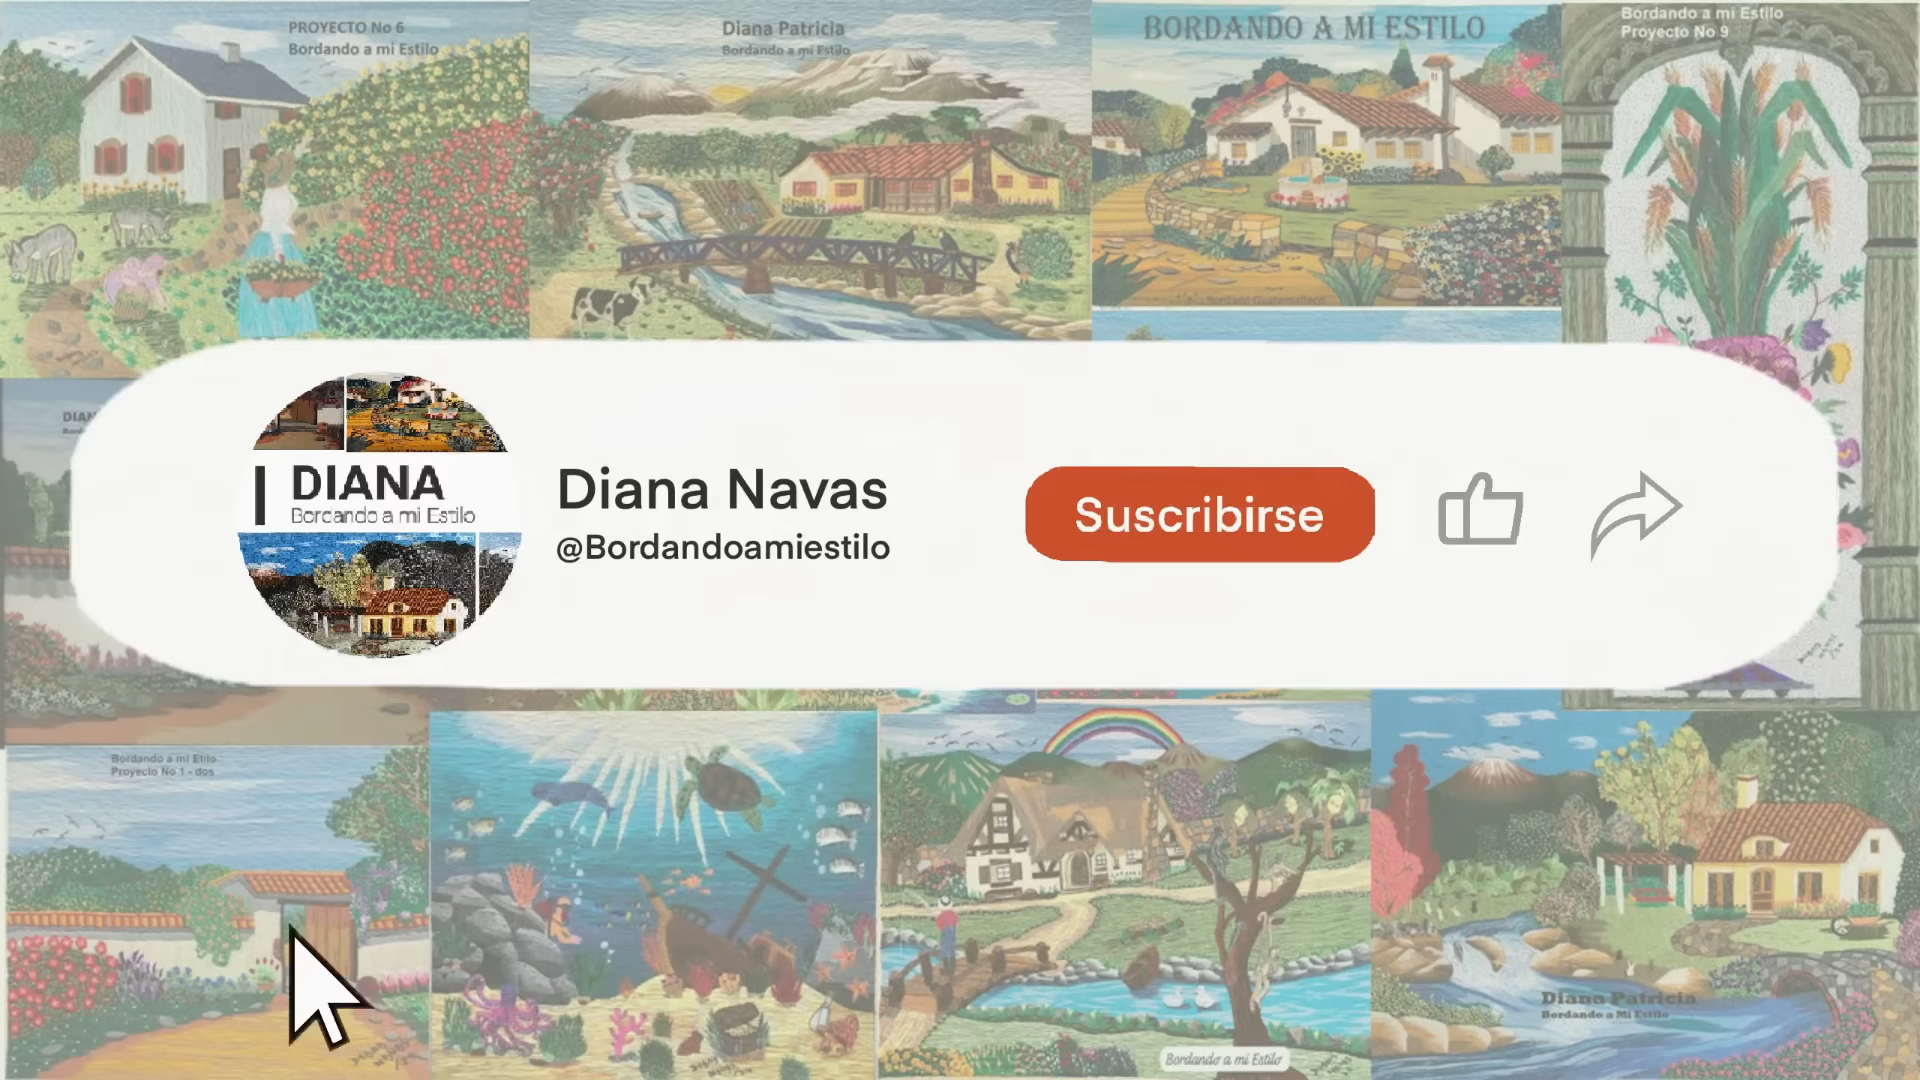 PROYECTO No 6
Bordando a mi Estilo
Diana Patricia
Bordando a mi Estilo
BORDANDO A MI ESTILO
Bordando a mi Estilo
Proyecto No 9
DIANA
Bordando a mi Estilo
Diana Navas
@Bordandoamiestilo
Suscribirse
Bordando a mi Etilo
Proyecto No 1 - dos
Diana Patricia
Bordando a Mi Estilo
Bordando a mi Estilo